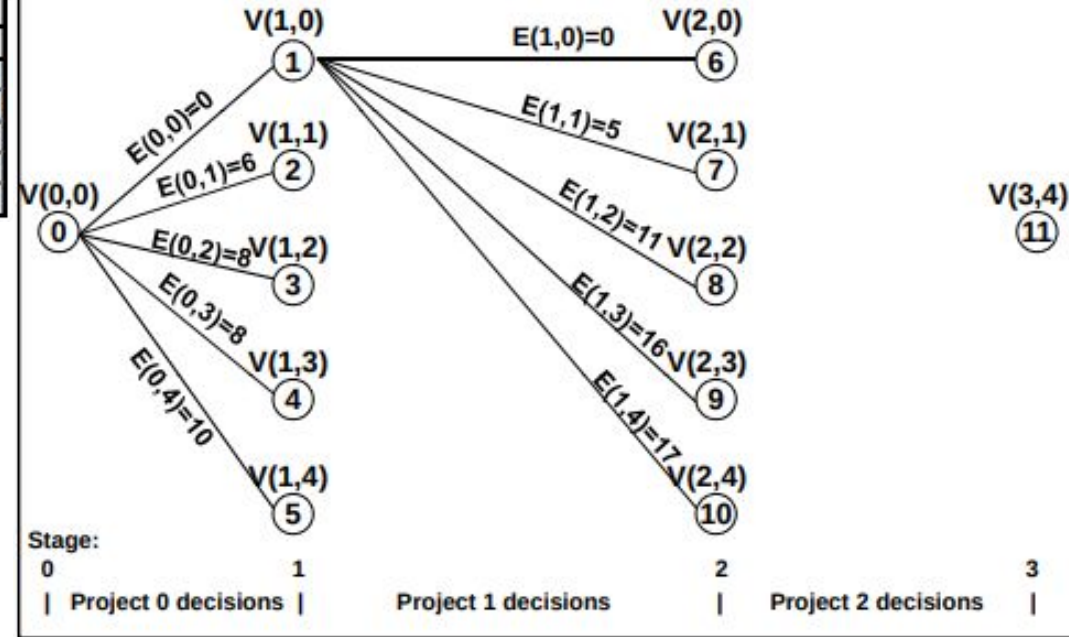 V(1,0)
E(1,0)=0
V(2,0)
1
6
E(0,0)=0
E(1,1)=5
V(1,1)
V(2,1)
E(0,1)=6
2
7
V(0,0)
E(1,2)=11
V(3,4)
0
11
E(0,2)=8
V(1,2)
V(2,2)
3
8
E(0,3)=8
E(1,3)=16
V(1,3)
V(2,3)
4
9
E(0,4)=10
E(1,4)=17
V(1,4)
V(2,4)
5
10
Stage:
0 1 2 3
| Project 0 decisions | Project 1 decisions | Project 2 decisions |